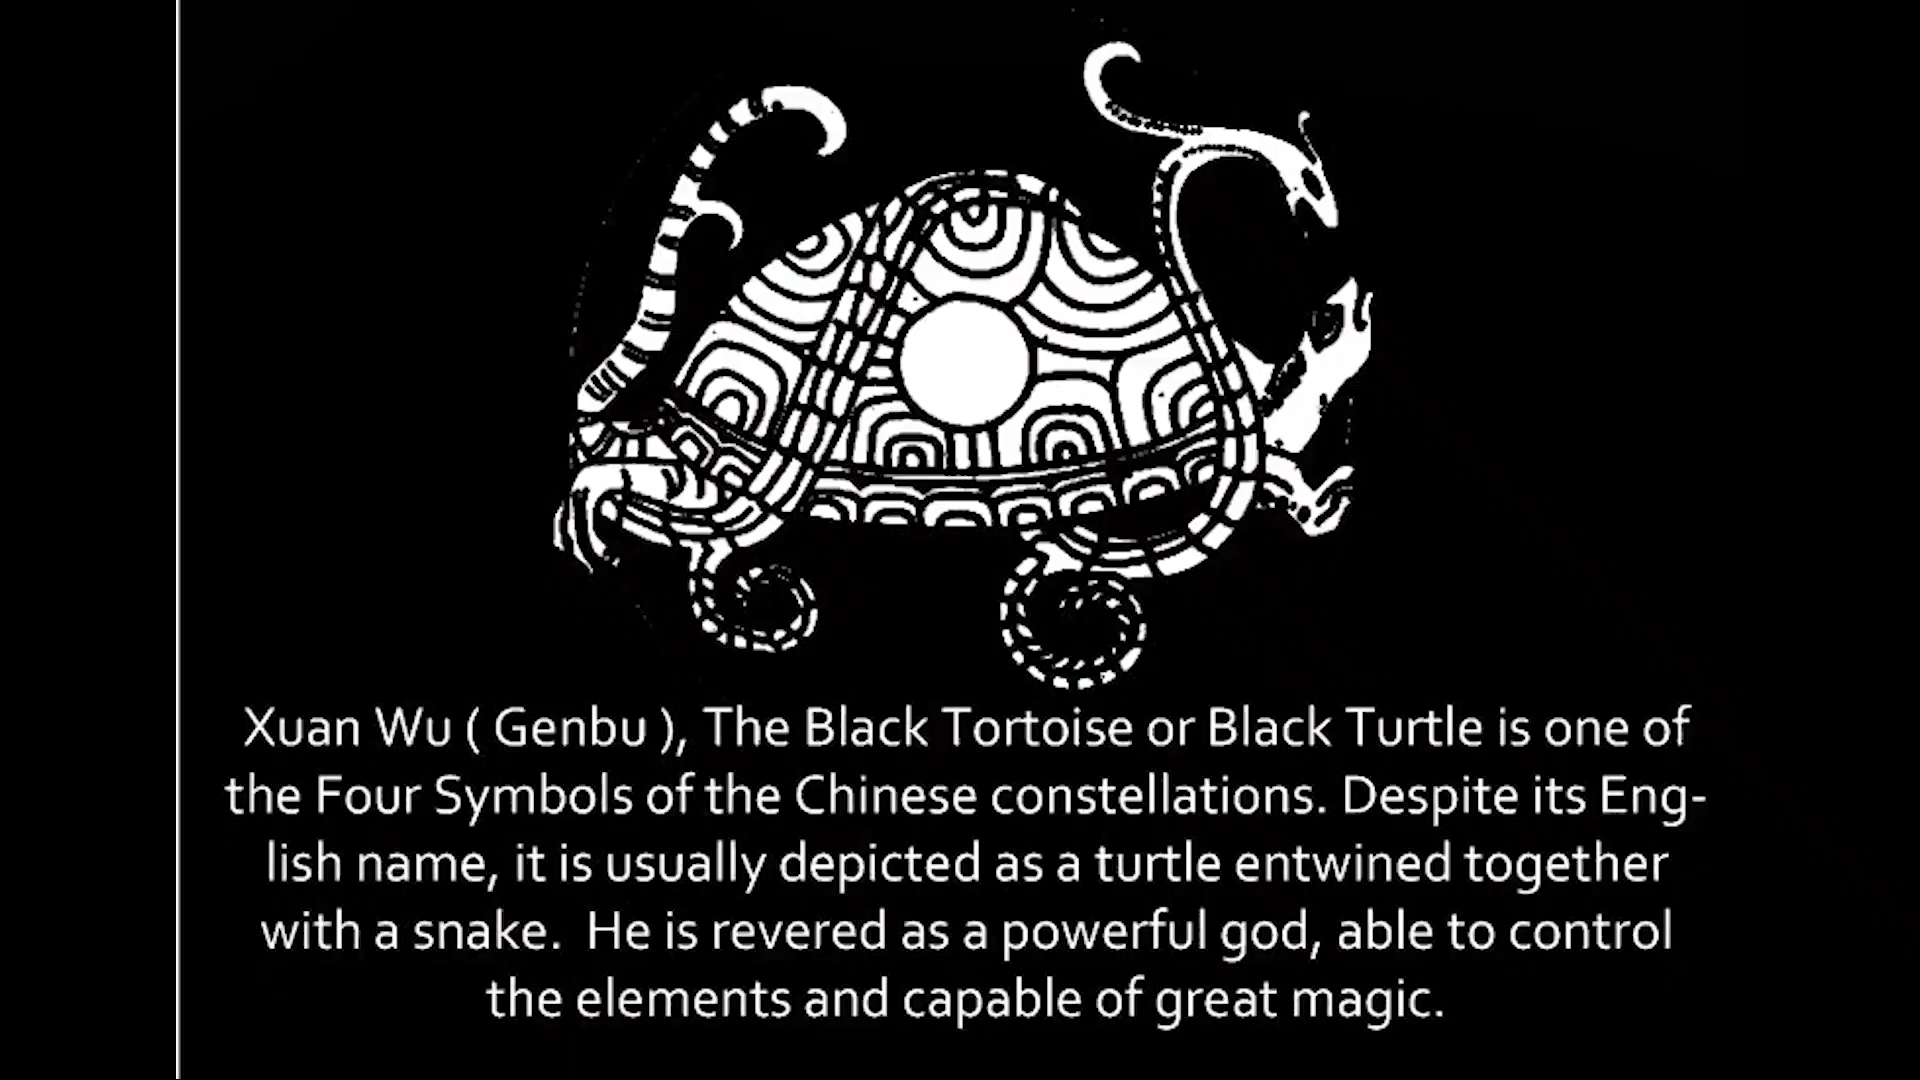 Xuan Wu ( Genbu ), The Black Tortoise or Black Turtle is one of
the Four Symbols of the Chinese constellations. Despite its Eng-
lish name, it is usually depicted as a turtle entwined together
with a snake.  He is revered as a powerful god, able to control
the elements and capable of great magic.